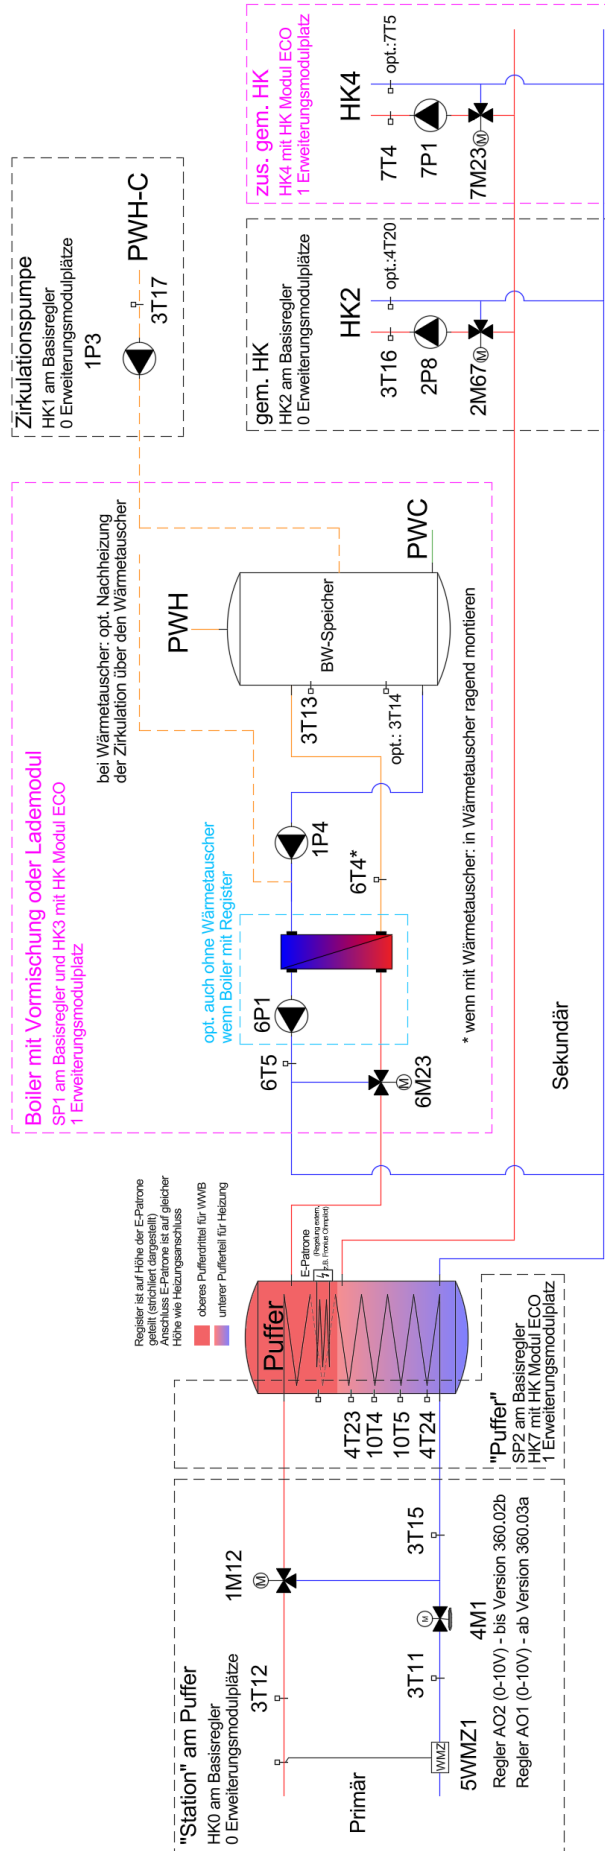 "Station" am Puffer
HK0 am Basisregler
0 Erweiterungsmodulplätze
3T12
1M12
M
Primär
WMZ
5WMZ1
3T11
M
4M1
3T15
Regler AO2 (0-10V) - bis Version 360.02b
Regler AO1 (0-10V) - ab Version 360.03a
Register ist auf Höhe der E-Patrone
geteilt (strichliert dargestellt)
Anschluss E-Patrone ist auf gleicher
Höhe wie Heizungsanschluss
oberes Pufferdrittel für WWB
unterer Pufferteil für Heizung
E-Patrone
(Regelung extern,
z.B. Fronius Ohmpilot)
Puffer
4T23
10T4
10T5
4T24
"Puffer"
SP2 am Basisregler
HK7 mit HK Modul ECO
1 Erweiterungsmodulplatz
Boiler mit Vormischung oder Lademodul
SP1 am Basisregler und HK3 mit HK Modul ECO
1 Erweiterungsmodulplatz
bei Wärmetauscher: opt. Nachheizung
der Zirkulation über den Wärmetauscher
opt. auch ohne Wärmetauscher
wenn Boiler mit Register
6T5
6P1
1P4
6M23
M
6T4*
3T13
opt.: 3T14
PWH
BW-Speicher
PWC
* wenn mit Wärmetauscher: in Wärmetauscher ragend montieren
Sekundär
Zirkulationspumpe
HK1 am Basisregler
0 Erweiterungsmodulplätze
1P3
3T17
PWH-C
gem. HK
HK2 am Basisregler
0 Erweiterungsmodulplätze
HK2
3T16
opt.:4T20
2P8
2M67
M
zus. gem. HK
HK4 mit HK Modul ECO
1 Erweiterungsmodulplatz
HK4
7T4
opt.:7T5
7P1
7M23
M